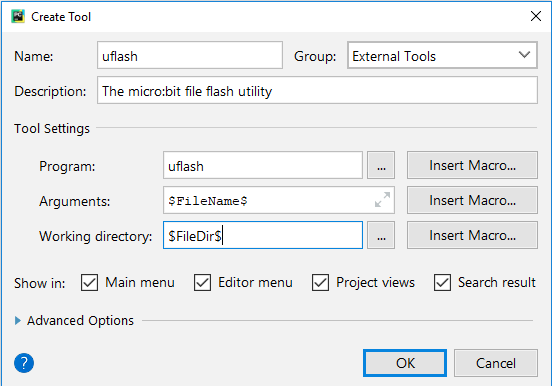 Create Tool
Name: uflash Group: External Tools
Description: The micro:bit file flash utility
Tool Settings
Program: uflash ... Insert Macro...
Arguments: $FileName$ Insert Macro...
Working directory: $FileDir$ ... Insert Macro...
Show in: Main menu Editor menu Project views Search result
Advanced Options
? OK Cancel